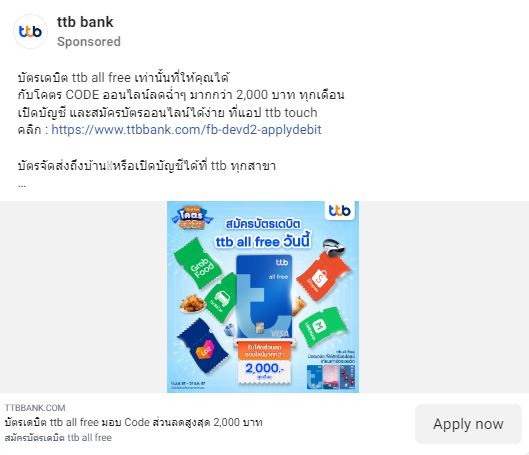 ttb bank
Sponsored
บัตรเดบิต ttb all free เท่านั้นที่ให้คุณได้
กับโคตร CODE ออนไลน์ลดฉ่ำๆ มากกว่า 2,000 บาท ทุกเดือน
เปิดบัญชี และสมัครบัตรออนไลน์ได้ง่าย ที่แอป ttb touch
คลิก : https://www.ttbbank.com/fb-devd2-applydebit
บัตรจัดส่งถึงบ้าน หรือเปิดบัญชีได้ที่ ttb ทุกสาขา
...
ttb
โคตร
สมัครบัตรเดบิต
ttb all free วันนี้
ttb
all free
Grab
Food
Shopee
GrabCar
LINEMAN
LAZ
VISA
รับโค้ดส่วนลด
ออนไลน์มากกว่า
2,000.-
ทุกเดือน
ttb all free
TTBBANK.COM
บัตรเดบิต ttb all free มอบ Code ส่วนลดสูงสุด 2,000 บาท
สมัครบัตรเดบิต ttb all free
Apply now